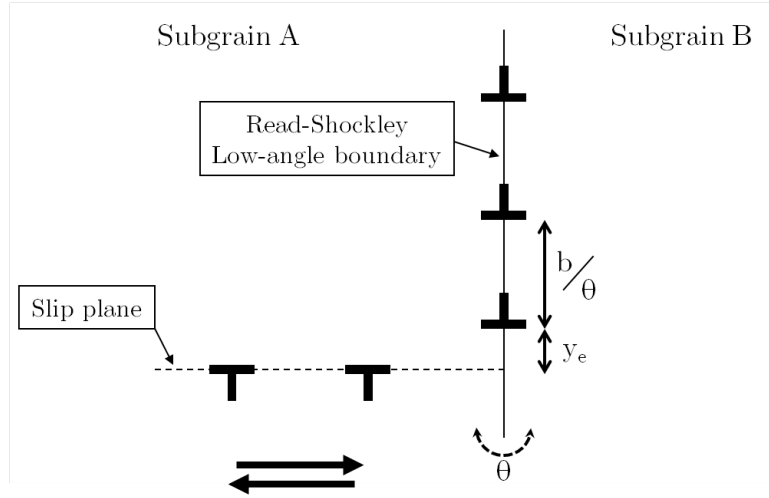 Subgrain A
Subgrain B
Read-Shockley
Low-angle boundary
b/θ
Slip plane
yₑ
θ